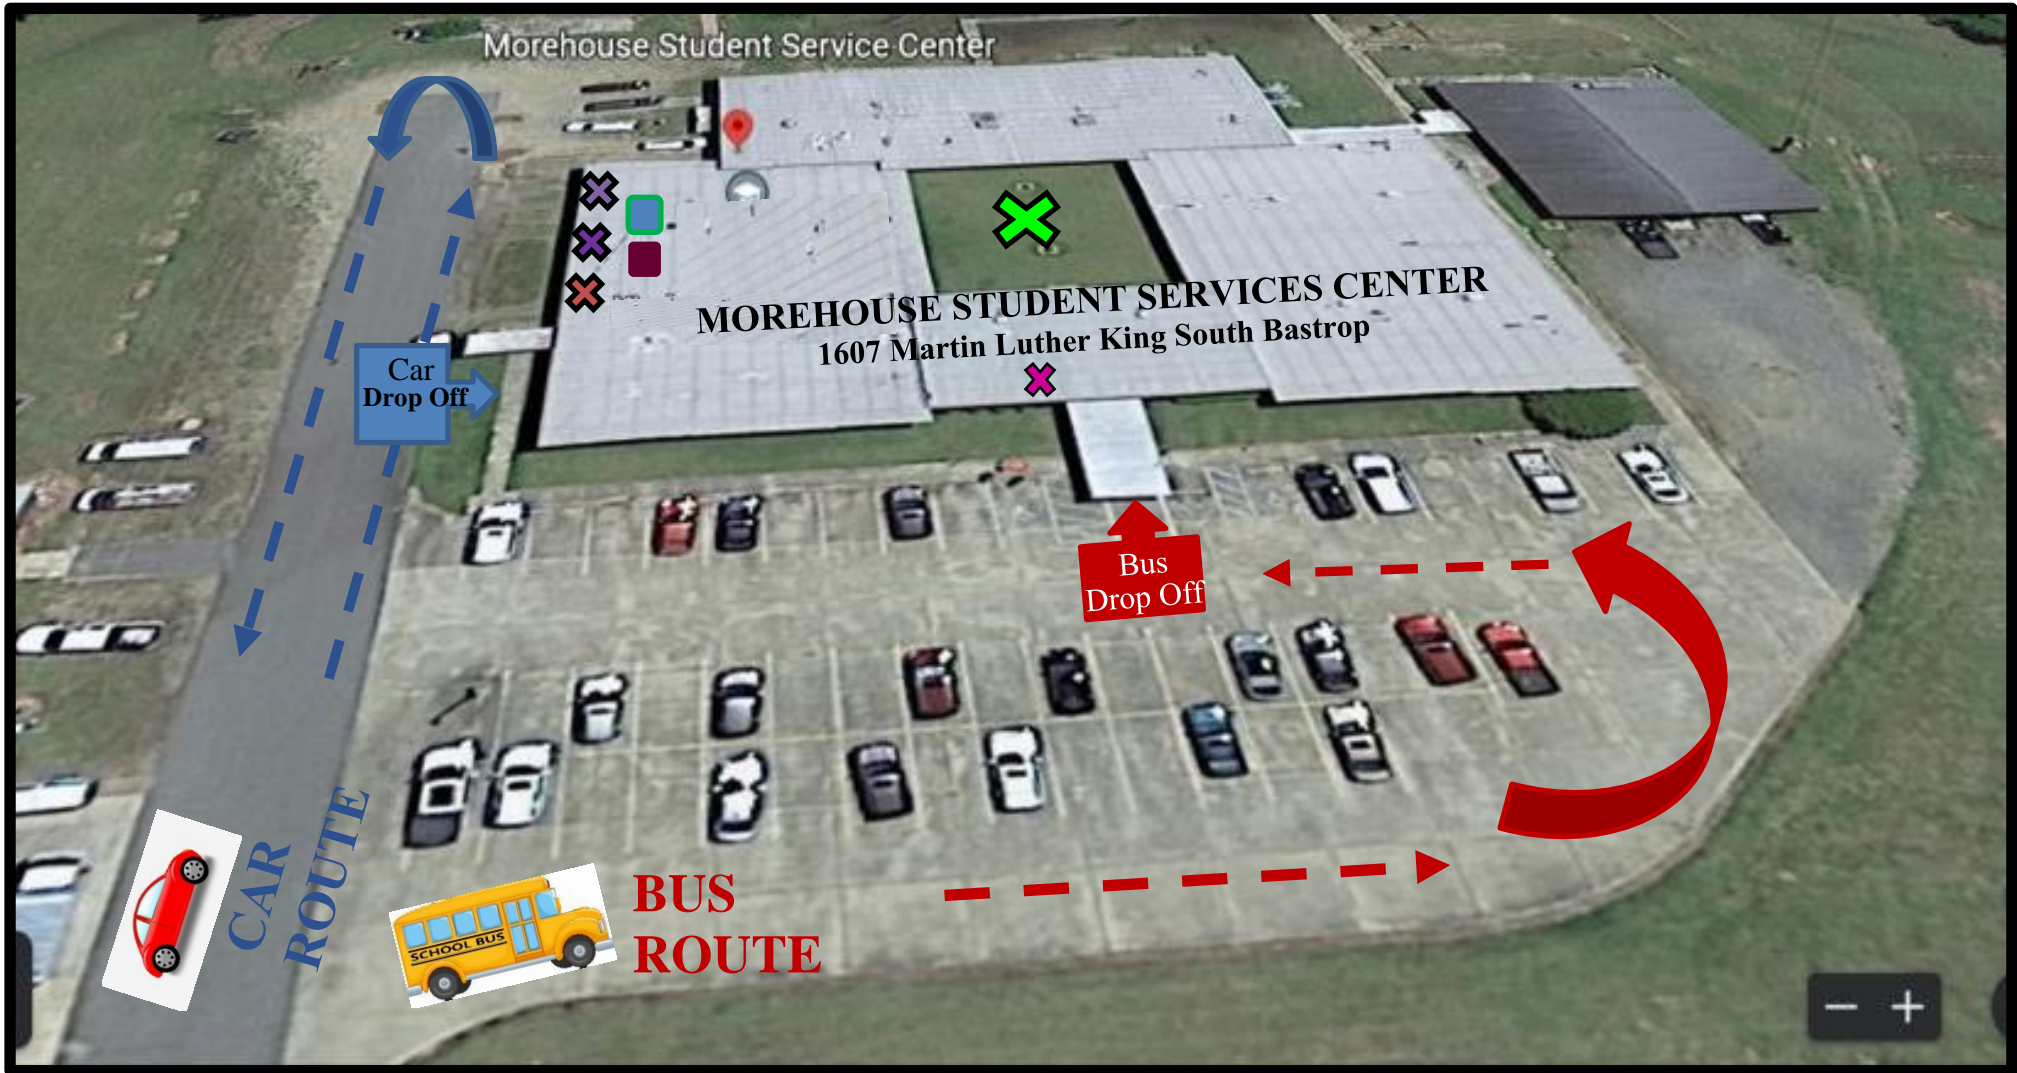 Morehouse Student Service Center
MOREHOUSE STUDENT SERVICES CENTER
1607 Martin Luther King South Bastrop
Car
Drop Off
Bus
Drop Off
CAR
ROUTE
SCHOOL BUS
BUS
ROUTE